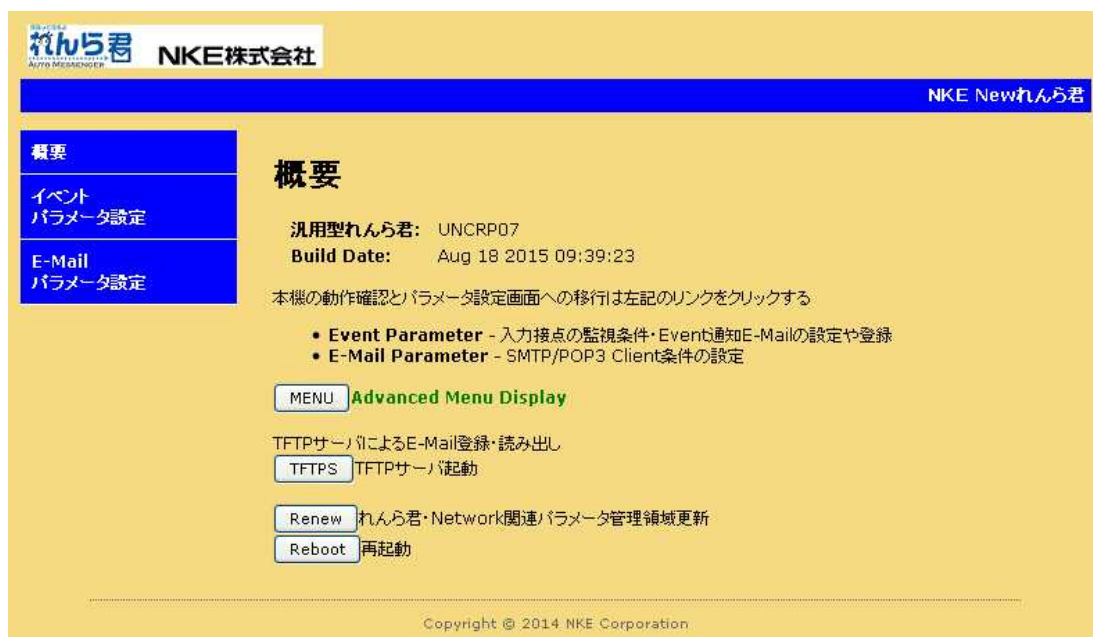 れんら君
AUTO MESSENGER
NKE株式会社
NKE Newれんら君
概要
イベント
パラメータ設定
E-Mail
パラメータ設定
概要
汎用型れんら君: UNCRP07
Build Date: Aug 18 2015 09:39:23
本機の動作確認とパラメータ設定画面への移行は左記のリンクをクリックする
• Event Parameter - 入力接点の監視条件・Event通知E-Mailの設定や登録
• E-Mail Parameter - SMTP/POP3 Client条件の設定
MENU Advanced Menu Display
TFTPサーバによるE-Mail登録・読み出し
TFTPS TFTPサーバ起動
Renew れんら君・Network関連パラメータ管理領域更新
Reboot 再起動
Copyright © 2014 NKE Corporation